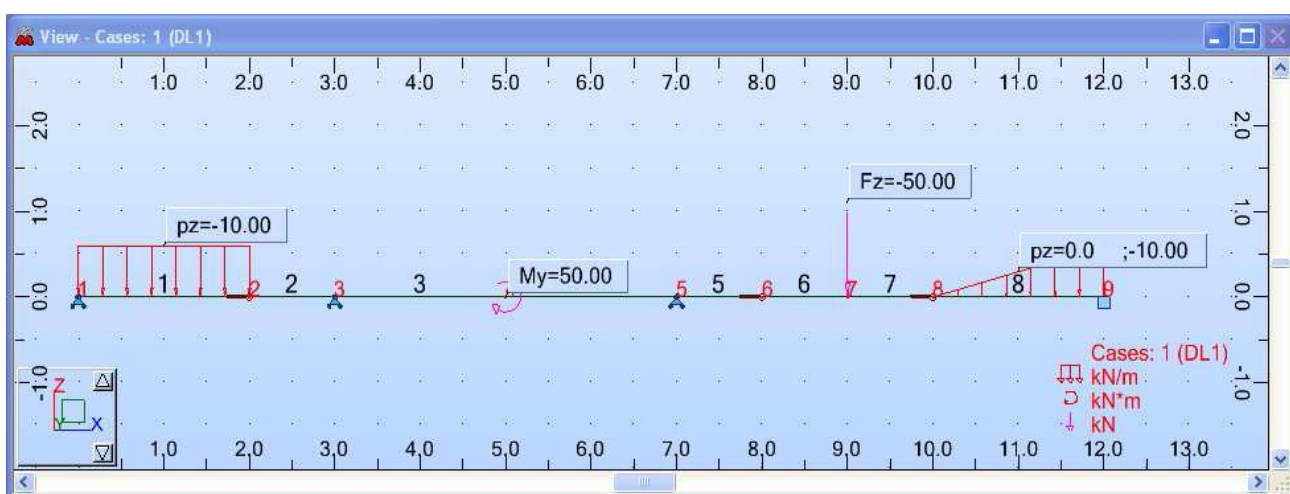 View - Cases: 1 (DL1)
1.0 2.0 3.0 4.0 5.0 6.0 7.0 8.0 9.0 10.0 11.0 12.0 13.0
2.0 2.0
Fz=-50.00
1.0 1.0
pz=-10.00
pz=0.0 ;-10.00
My=50.00
0.0 1 1 2 2 3 3 5 5 6 6 7 7 8 8 9 0.0
Cases: 1 (DL1)
kN/m
kN*m
kN
-1.0 -1.0
Z
Y X
1.0 2.0 3.0 4.0 5.0 6.0 7.0 8.0 9.0 10.0 11.0 12.0 13.0